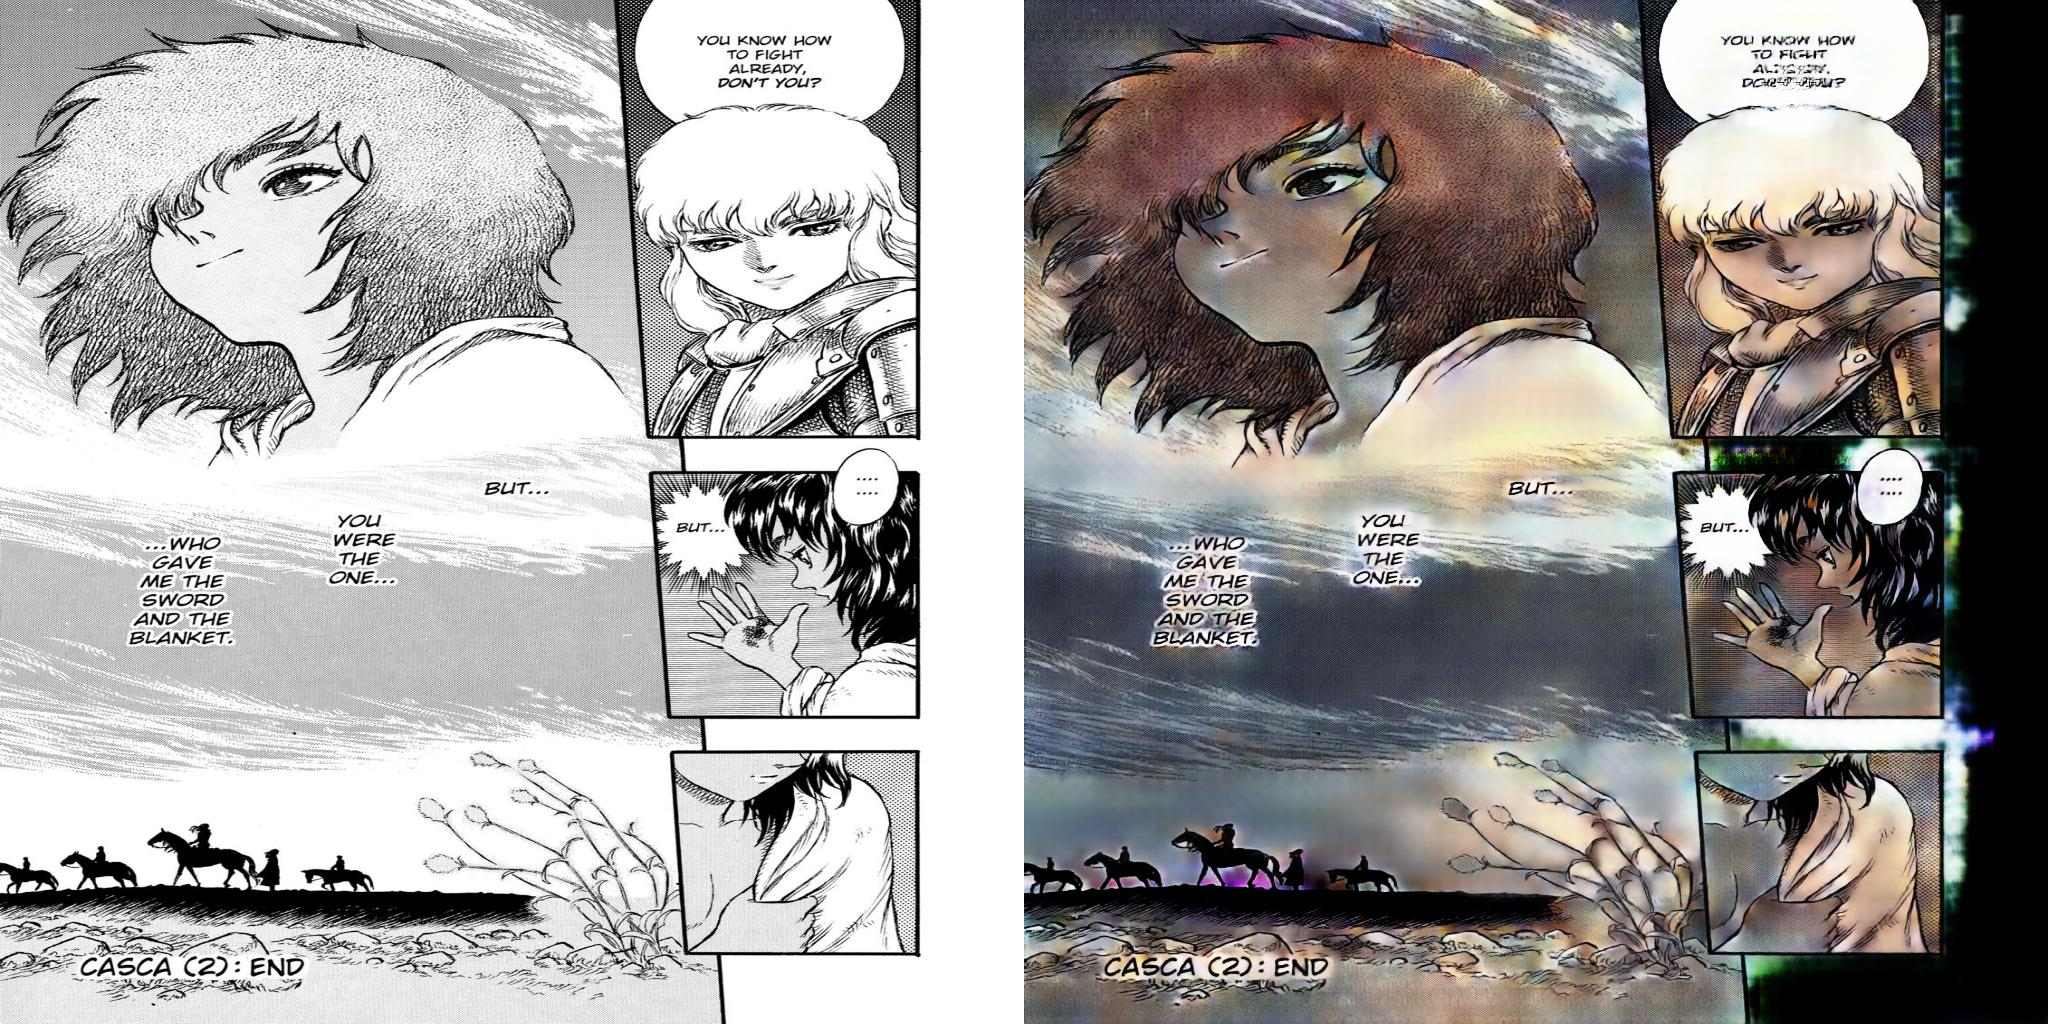 YOU KNOW HOW
TO FIGHT
ALREADY,
DON'T YOU?
....
....
BUT...
BUT...
YOU
WERE
THE
ONE...
...WHO
GAVE
ME THE
SWORD
AND THE
BLANKET.
CASCA (2): END
YOU KNOW HOW
TO FIGHT
....
....
BUT...
BUT...
YOU
WERE
THE
ONE...
...WHO
GAVE
ME THE
SWORD
AND THE
BLANKET.
CASCA (2): END